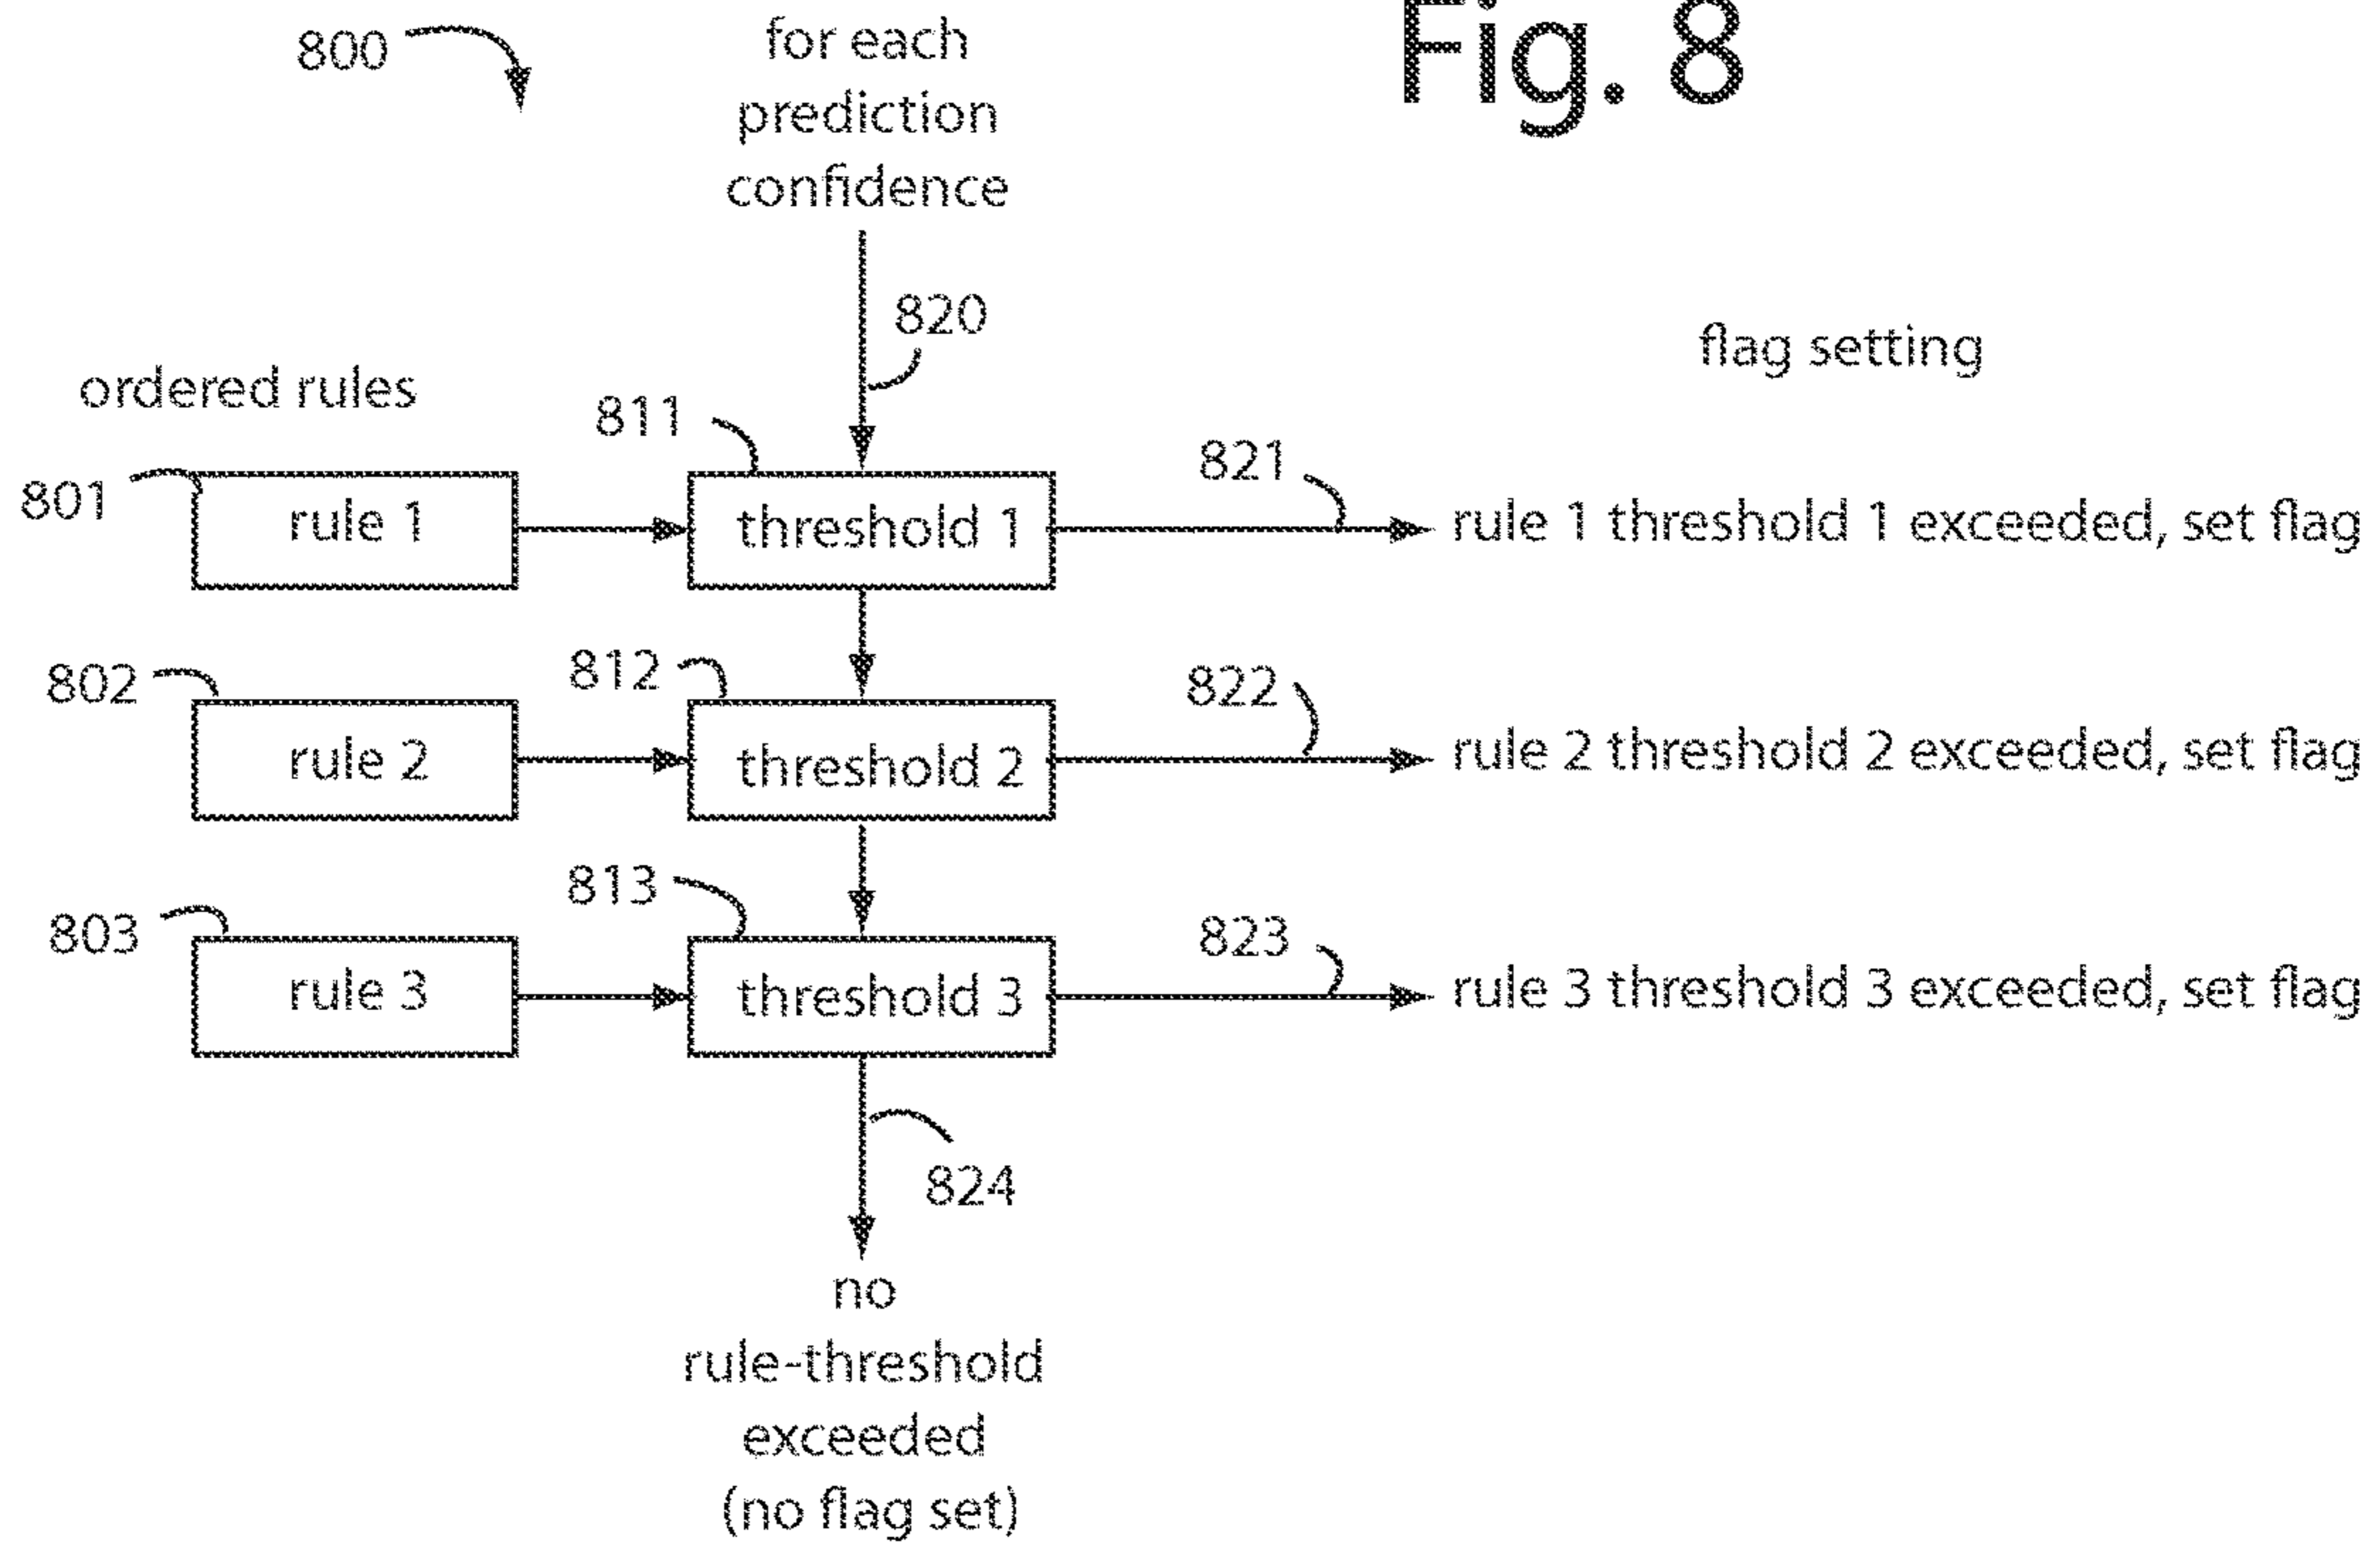 Fig. 8
800
for each
prediction
confidence
820
flag setting
ordered rules
811
821
801
rule 1
threshold 1
rule 1 threshold 1 exceeded, set flag
802
812
822
rule 2
threshold 2
rule 2 threshold 2 exceeded, set flag
803
813
823
rule 3
threshold 3
rule 3 threshold 3 exceeded, set flag
824
no
rule-threshold
exceeded
(no flag set)